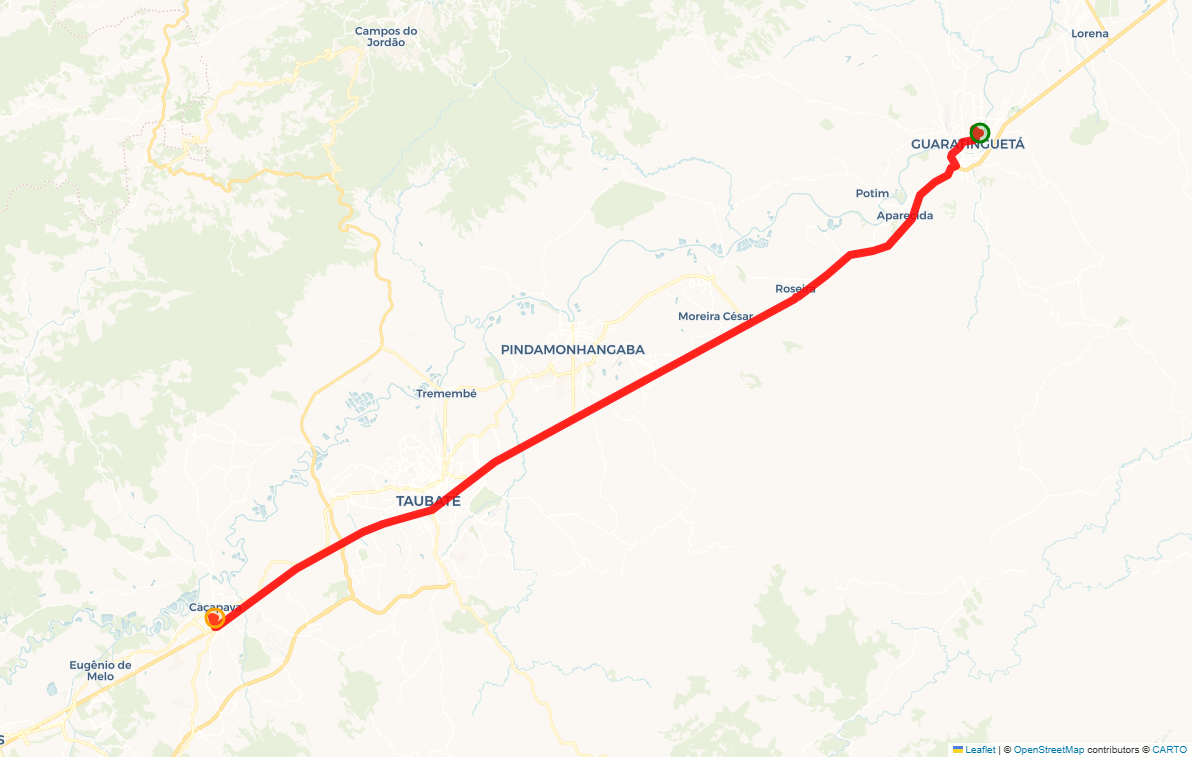 Campos do
Jordão
Lorena
GUARATINGUETÁ
Potim
Aparecida
Roseira
Moreira César
PINDAMONHANGABA
Tremembé
TAUBATÉ
Caçapava
Eugênio de
Melo
S
Leaflet | © OpenStreetMap contributors © CARTO